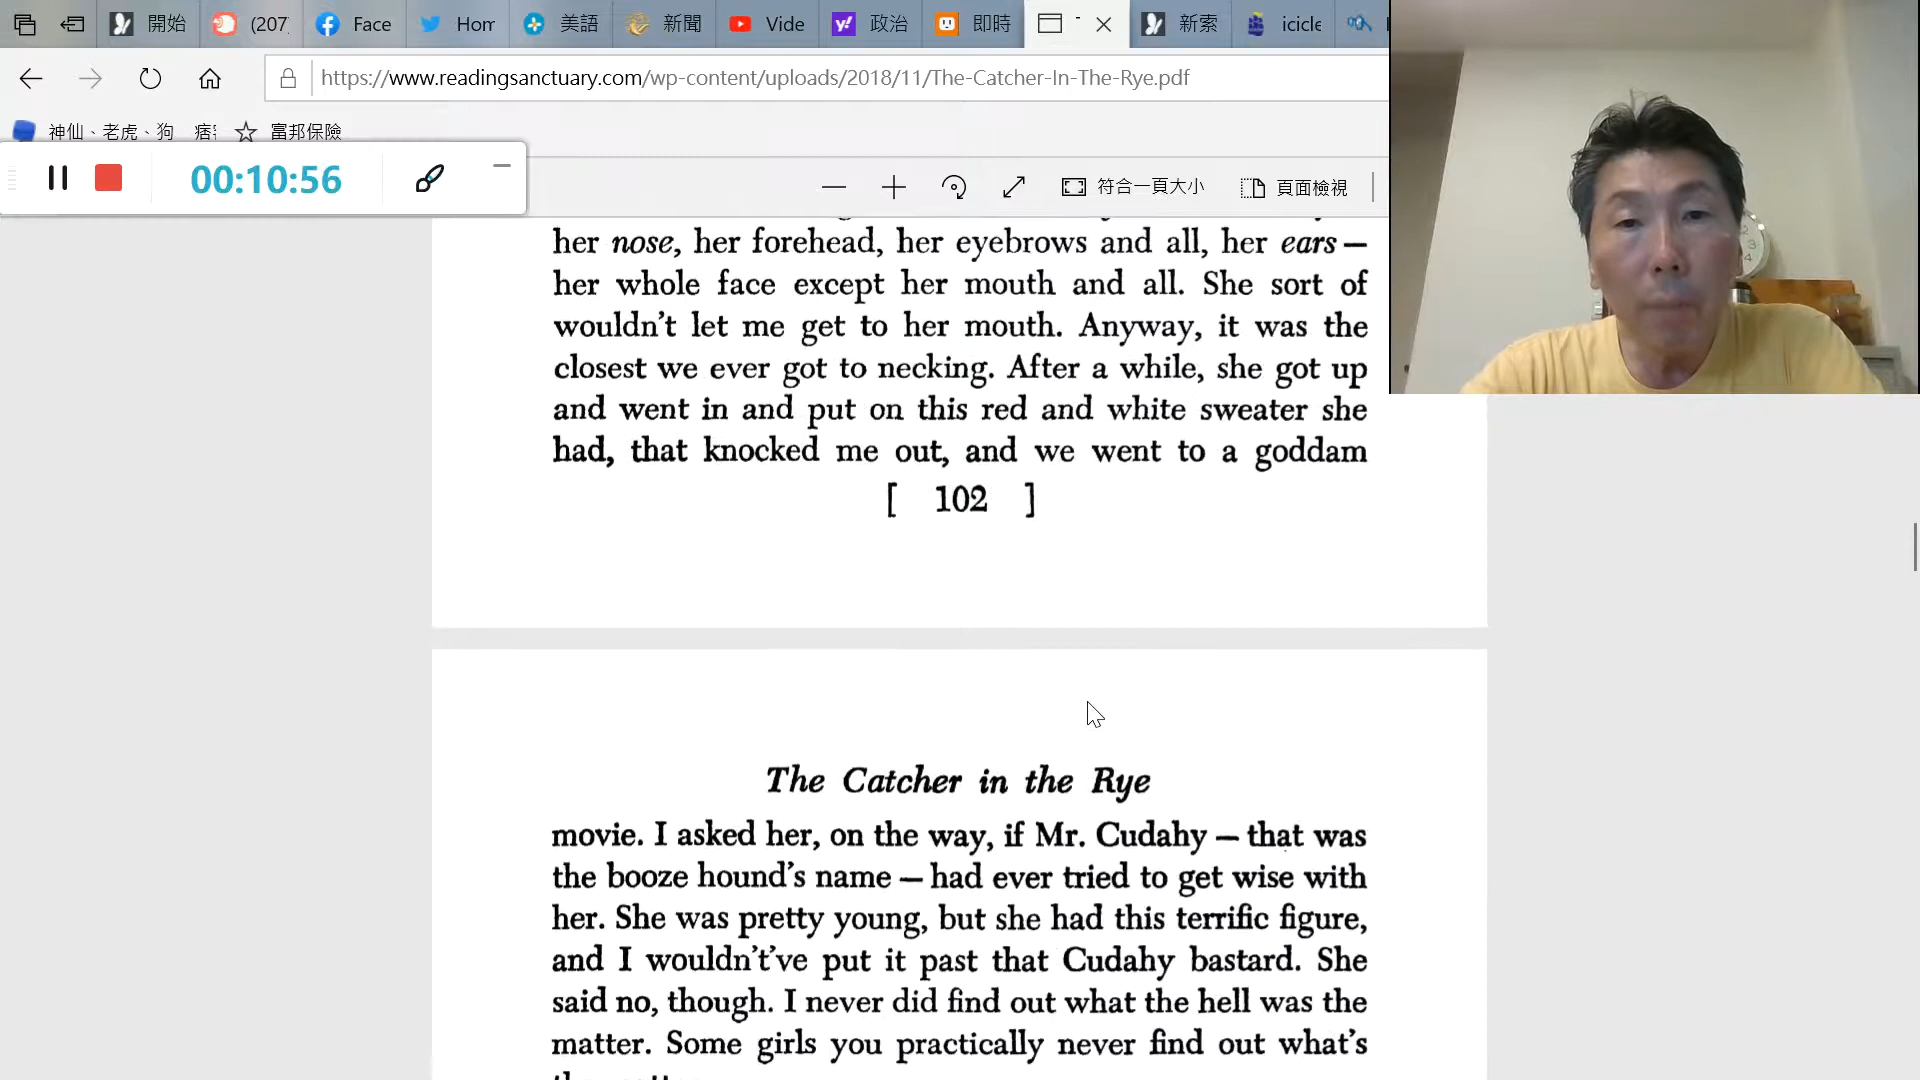 開始
(207
Face
Hom
美語
新聞
Vide
政治
即時
新索
icicle
https://www.readingsanctuary.com/wp-content/uploads/2018/11/The-Catcher-In-The-Rye.pdf
神仙、老虎、狗
富邦保險
00:10:56
符合一頁大小
頁面檢視
her nose, her forehead, her eyebrows and all, her ears —
her whole face except her mouth and all. She sort of
wouldn't let me get to her mouth. Anyway, it was the
closest we ever got to necking. After a while, she got up
and went in and put on this red and white sweater she
had, that knocked me out, and we went to a goddam
[ 102 ]
The Catcher in the Rye
movie. I asked her, on the way, if Mr. Cudahy — that was
the booze hound's name — had ever tried to get wise with
her. She was pretty young, but she had this terrific figure,
and I wouldn't've put it past that Cudahy bastard. She
said no, though. I never did find out what the hell was the
matter. Some girls you practically never find out what's